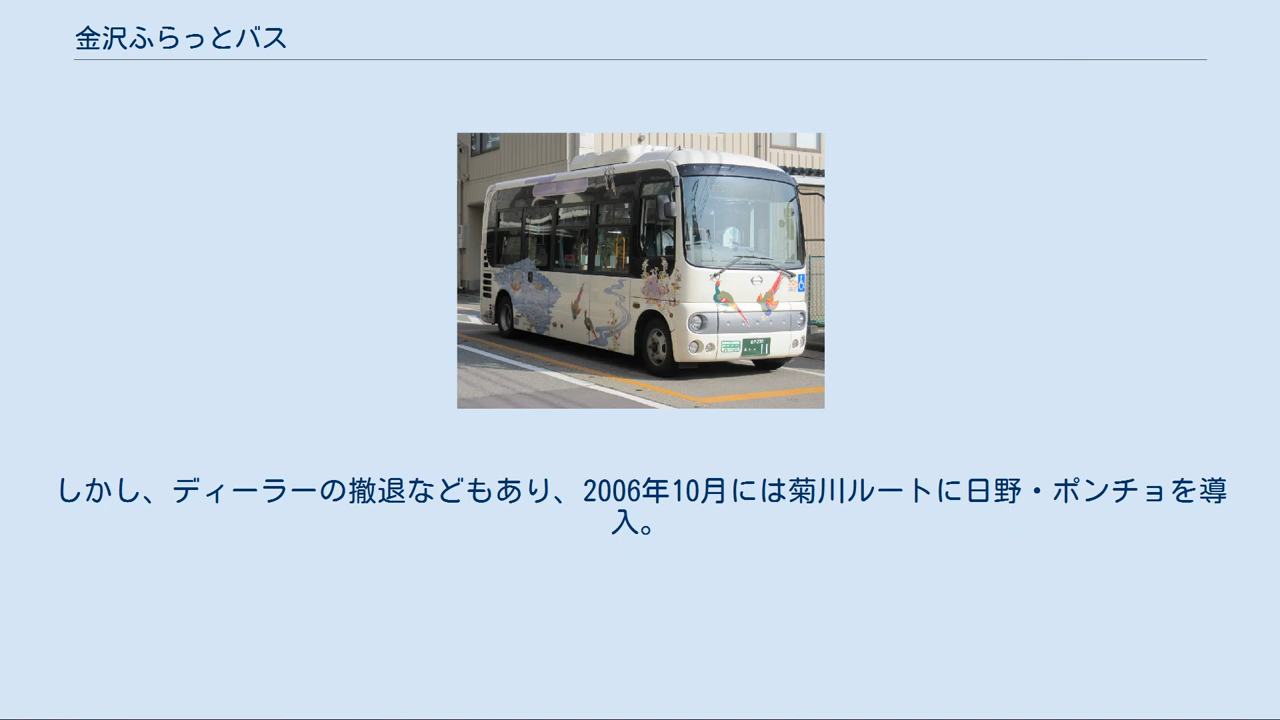 金沢ふらっとバス
11
しかし、ディーラーの撤退などもあり、2006年10月には菊川ルートに日野・ポンチョを導
入。